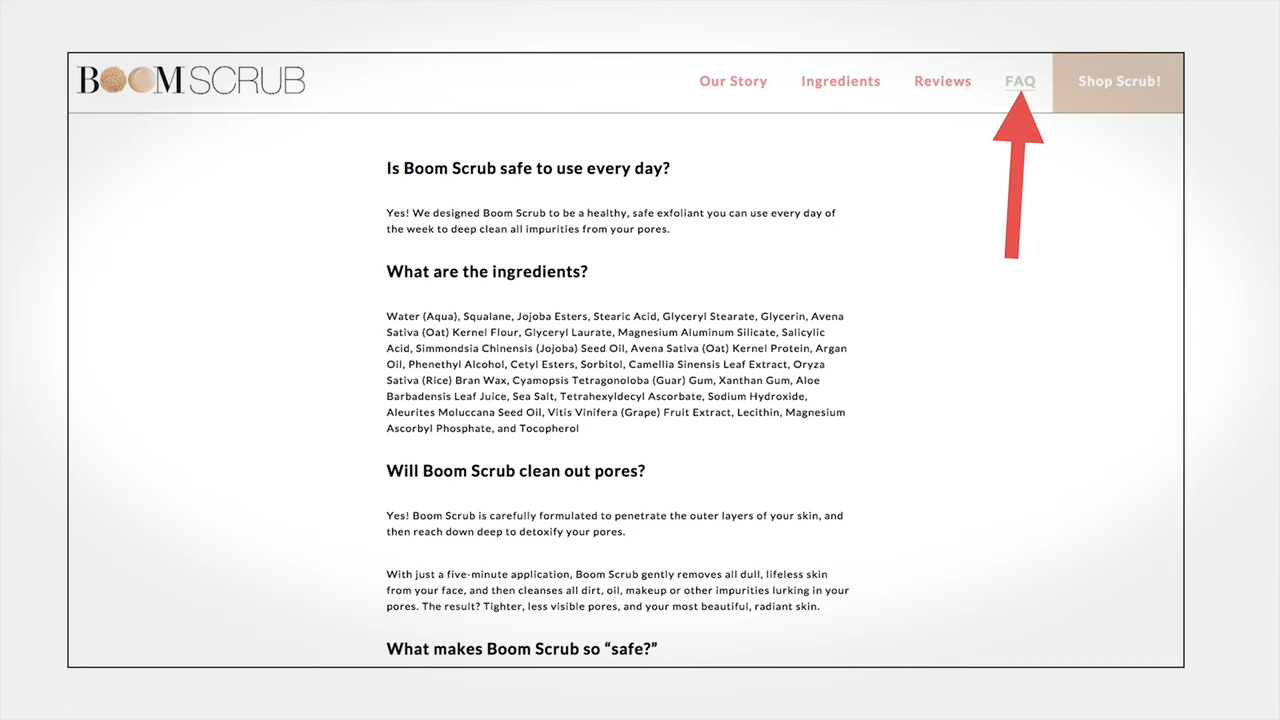 BOOMSCRUB
Our Story
Ingredients
Reviews
FAQ
Shop Scrub!
Is Boom Scrub safe to use every day?
Yes! We designed Boom Scrub to be a healthy, safe exfoliant you can use every day of
the week to deep clean all impurities from your pores.
What are the ingredients?
Water (Aqua), Squalane, Jojoba Esters, Stearic Acid, Glyceryl Stearate, Glycerin, Avena
Sativa (Oat) Kernel Flour, Glyceryl Laurate, Magnesium Aluminum Silicate, Salicylic
Acid, Simmondsia Chinensis (Jojoba) Seed Oil, Avena Sativa (Oat) Kernel Protein, Argan
Oil, Phenethyl Alcohol, Cetyl Esters, Sorbitol, Camellia Sinensis Leaf Extract, Oryza
Sativa (Rice) Bran Wax, Cyamopsis Tetragonoloba (Guar) Gum, Xanthan Gum, Aloe
Barbadensis Leaf Juice, Sea Salt, Tetrahexyldecyl Ascorbate, Sodium Hydroxide,
Aleurites Moluccana Seed Oil, Vitis Vinifera (Grape) Fruit Extract, Lecithin, Magnesium
Ascorbyl Phosphate, and Tocopherol
Will Boom Scrub clean out pores?
Yes! Boom Scrub is carefully formulated to penetrate the outer layers of your skin, and
then reach down deep to detoxify your pores.
With just a five-minute application, Boom Scrub gently removes all dull, lifeless skin
from your face, and then cleanses all dirt, oil, makeup or other impurities lurking in your
pores. The result? Tighter, less visible pores, and your most beautiful, radiant skin.
What makes Boom Scrub so “safe?”